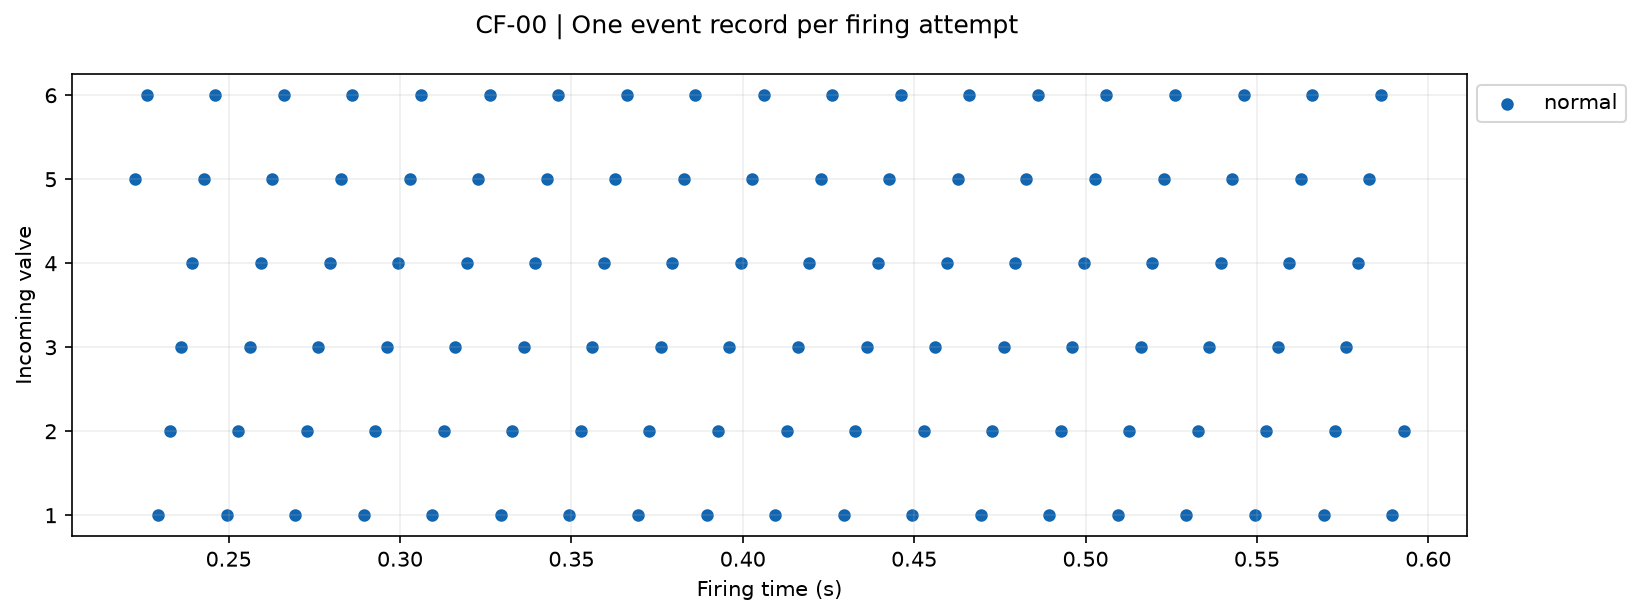 CF-00 | One event record per firing attempt
normal
Incoming valve
6
5
4
3
2
1
0.25 0.30 0.35 0.40 0.45 0.50 0.55 0.60
Firing time (s)